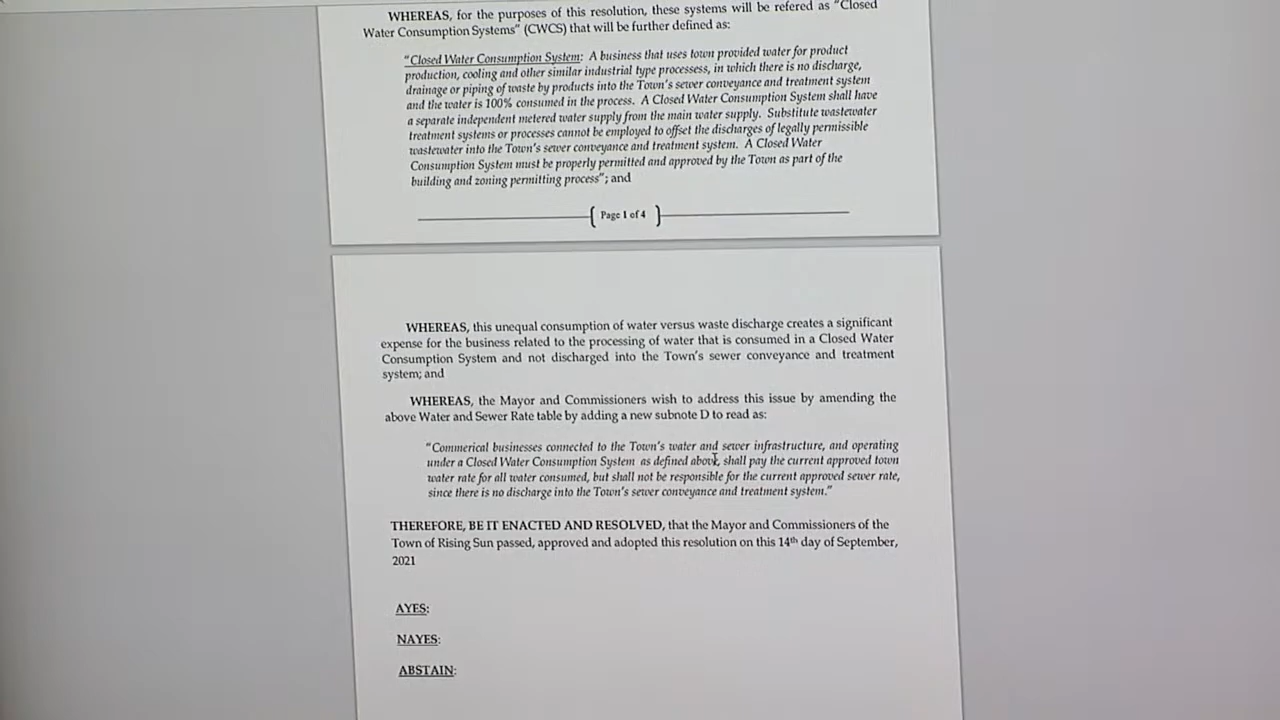 WHEREAS, for the purposes of this resolution, these systems will be refered as "Closed
Water Consumption Systems" (CWCS) that will be further defined as:
"Closed Water Consumption System: A business that uses town provided water for product
production, cooling and other similar industrial type processess, in which there is no discharge,
drainage or piping of waste by products into the Town's sewer conveyance and treatment system
and the water is 100% consumed in the process. A Closed Water Consumption System shall have
a separate independent metered water supply from the main water supply. Substitute wastewater
treatment systems or processes cannot be employed to offset the discharges of legally permissible
wastewater into the Town's sewer conveyance and treatment system. A Closed Water
Consumption System must be properly permitted and approved by the Town as part of the
building and zoning permitting process"; and
{ Page 1 of 4 }
WHEREAS, this unequal consumption of water versus waste discharge creates a significant
expense for the business related to the processing of water that is consumed in a Closed Water
Consumption System and not discharged into the Town's sewer conveyance and treatment
system; and
WHEREAS, the Mayor and Commissioners wish to address this issue by amending the
above Water and Sewer Rate table by adding a new subnote D to read as:
"Commerical businesses connected to the Town's water and sewer infrastructure, and operating
under a Closed Water Consumption System as defined above, shall pay the current approved town
water rate for all water consumed, but shall not be responsible for the current approved sewer rate,
since there is no discharge into the Town's sewer conveyance and treatment system."
THEREFORE, BE IT ENACTED AND RESOLVED, that the Mayor and Commissioners of the
Town of Rising Sun passed, approved and adopted this resolution on this 14th day of September,
2021
AYES:
NAYES:
ABSTAIN: